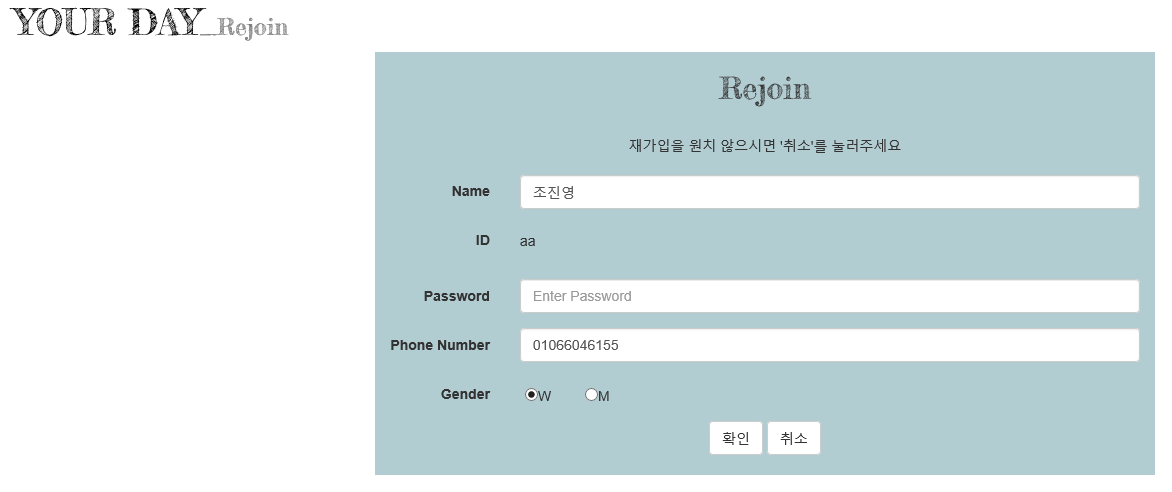 YOUR DAY_Rejoin
Rejoin
재가입을 원치 않으시면 '취소'를 눌러주세요
Name 조진영
ID aa
Password Enter Password
Phone Number 01066046155
Gender W M
확인 취소